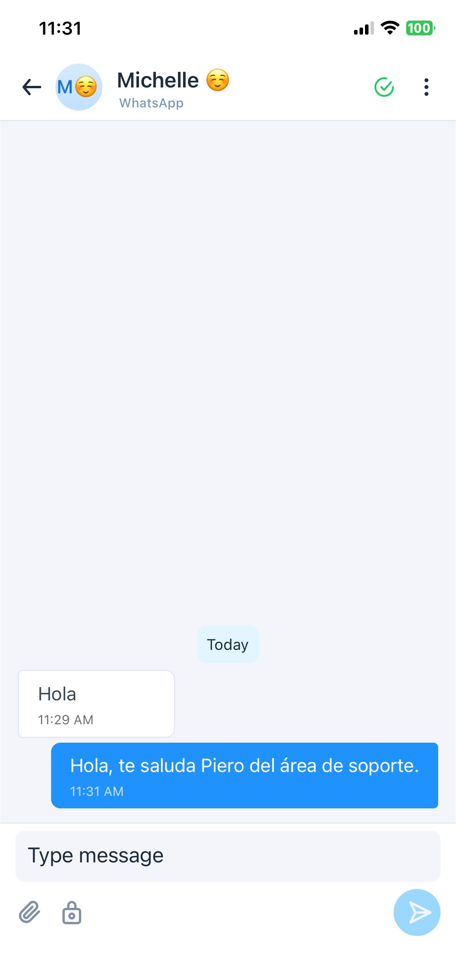 11:31
100
M☺️
Michelle ☺️
WhatsApp
Today
Hola
11:29 AM
Hola, te saluda Piero del área de soporte.
11:31 AM
Type message